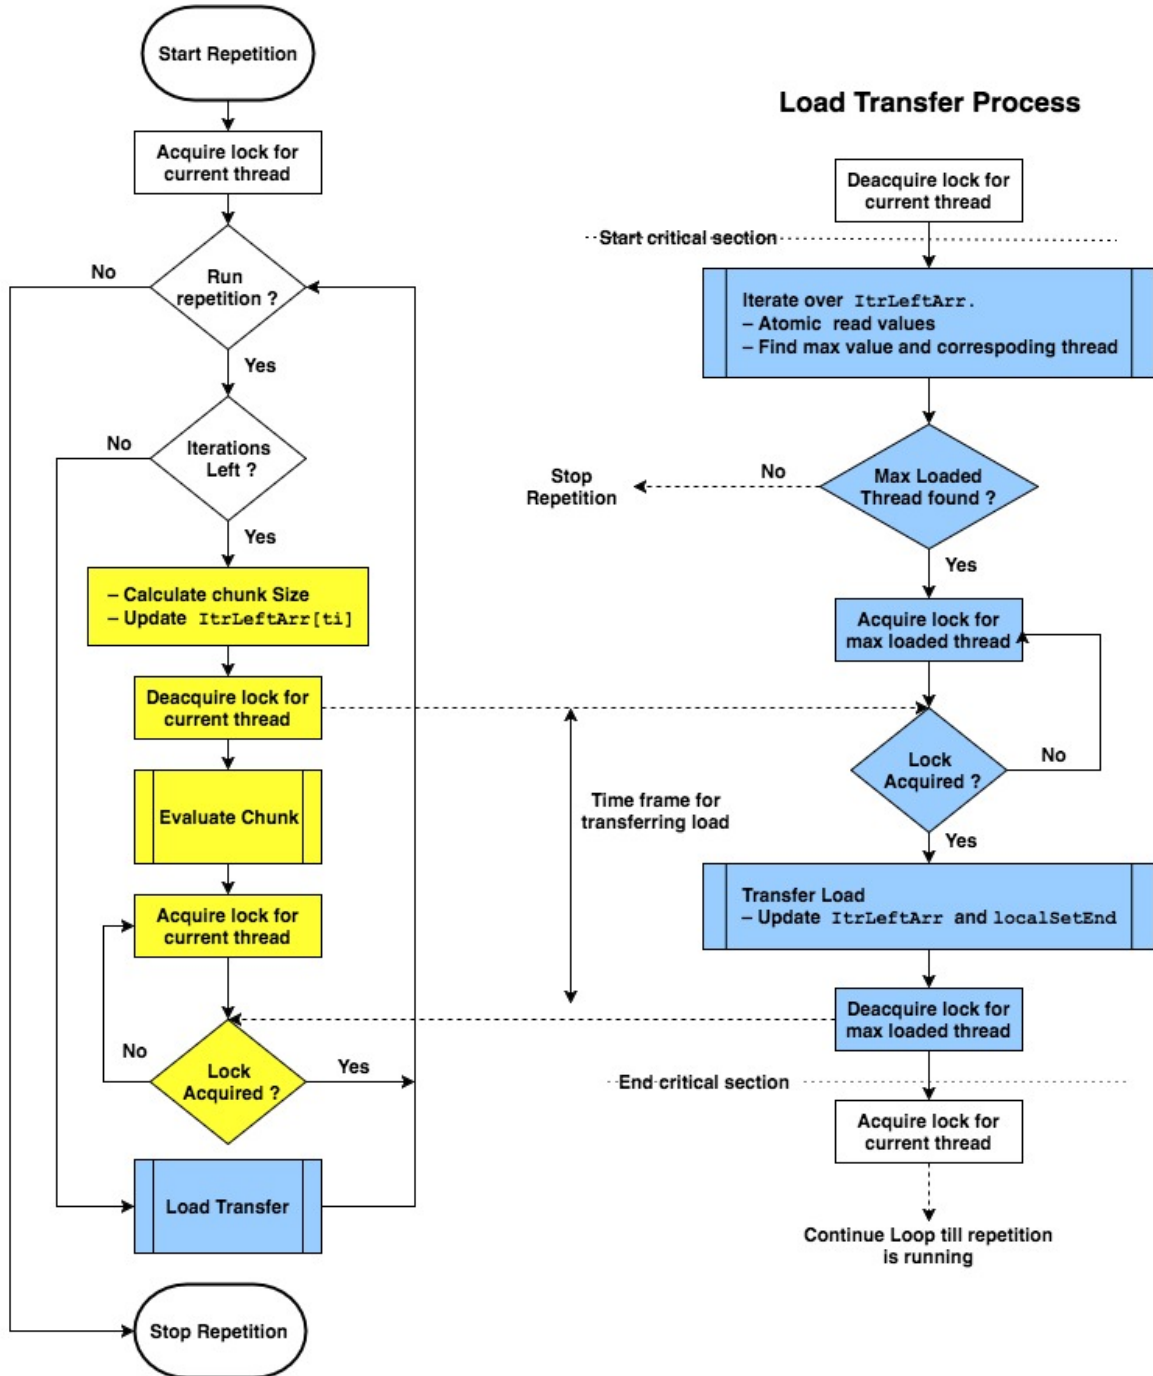 Start Repetition
Acquire lock for
current thread
Run
repetition ?
No
Yes
Iterations
Left ?
No
Yes
– Calculate chunk Size
– Update ItrLeftArr[ti]
Deacquire lock for
current thread
Evaluate Chunk
Acquire lock for
current thread
No
Lock
Acquired ?
Yes
Load Transfer
Stop Repetition
Time frame for
transferring load
Load Transfer Process
Deacquire lock for
current thread
Start critical section
Iterate over ItrLeftArr.
– Atomic read values
– Find max value and correspoding thread
Max Loaded
Thread found ?
No
Stop
Repetition
Yes
Acquire lock for
max loaded thread
Lock
Acquired ?
No
Yes
Transfer Load
– Update ItrLeftArr and localSetEnd
Deacquire lock for
max loaded thread
End critical section
Acquire lock for
current thread
Continue Loop till repetition
is running